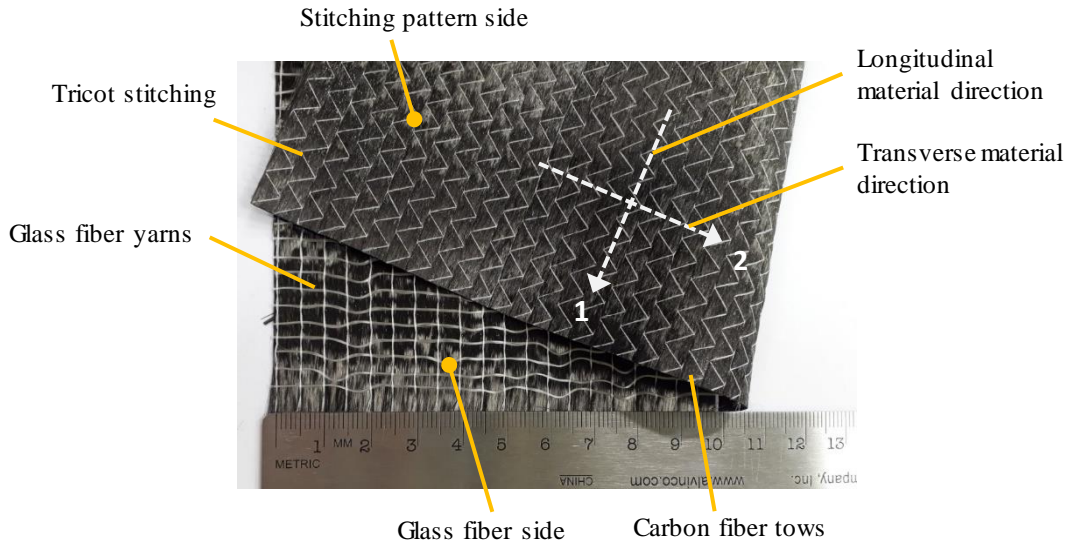 Stitching pattern side
Longitudinal
material direction
Tricot stitching
Transverse material
direction
Glass fiber yarns
2
1
1 MM 2 3 4 5 6 7 8 9 10 11 12 13
METRIC
CHINA
www.alvinco.com
mpany, Inc. Any
Glass fiber side
Carbon fiber tows